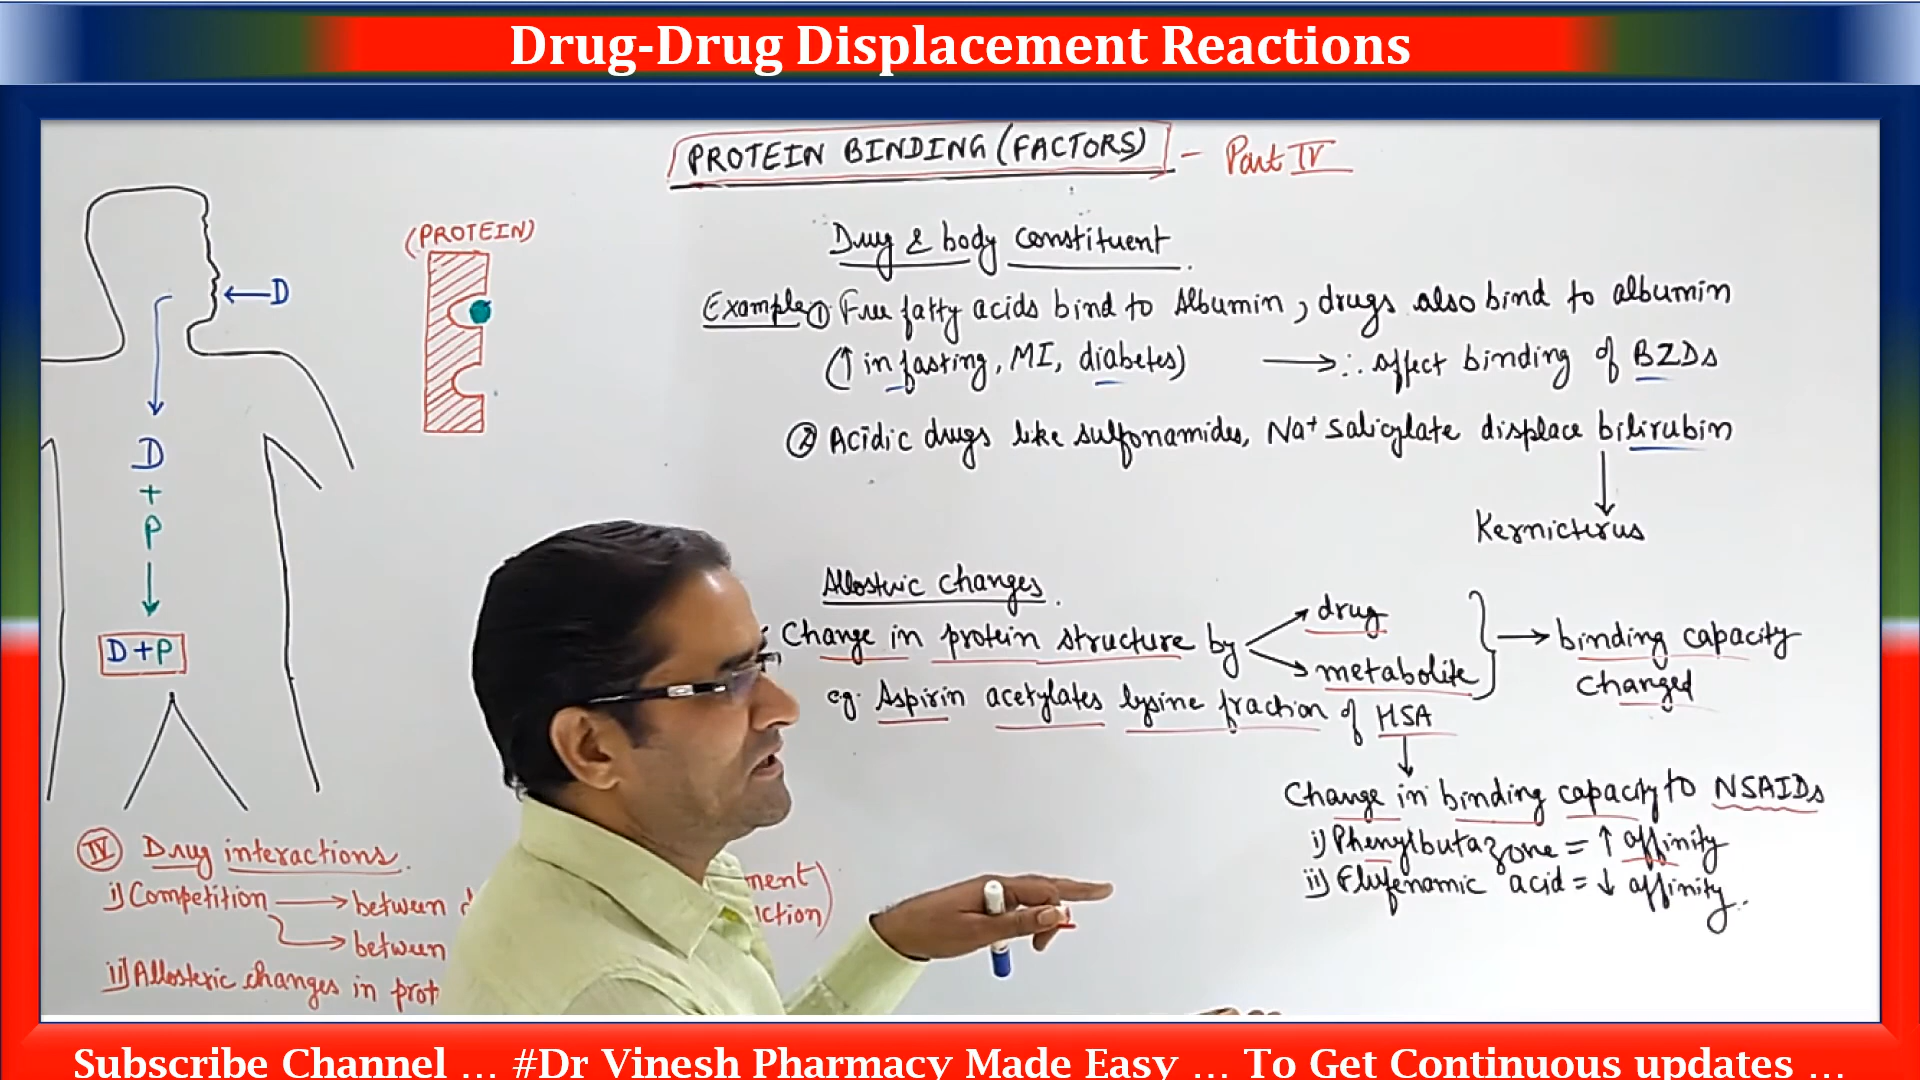 Drug-Drug Displacement Reactions
PROTEIN BINDING (FACTORS) - Part IV
(PROTEIN)
←D
D
+
P
↓
D+P
IV Drug interactions
i) Competition → between
→ between
ment)
ction)
ii) Allosteric changes in prot
Drug & body constituent.
Example ① Free fatty acids bind to Albumin, drugs also bind to albumin
(↑ in fasting, MI, diabetes) → ∴ affect binding of BZDs
② Acidic drugs like sulfonamides, Na+ Salicylate displace bilirubin
↓
Kernicterus
Allosteric changes.
Change in protein structure by → drug
→ metabolite } → binding capacity
changed
eg. Aspirin acetylates lysine fraction of HSA
↓
Change in binding capacity to NSAIDs
i) Phenylbutazone = ↑ affinity
ii) Flufenamic acid = ↓ affinity..
Subscribe Channel ... #Dr Vinesh Pharmacy Made Easy ... To Get Continuous updates ...